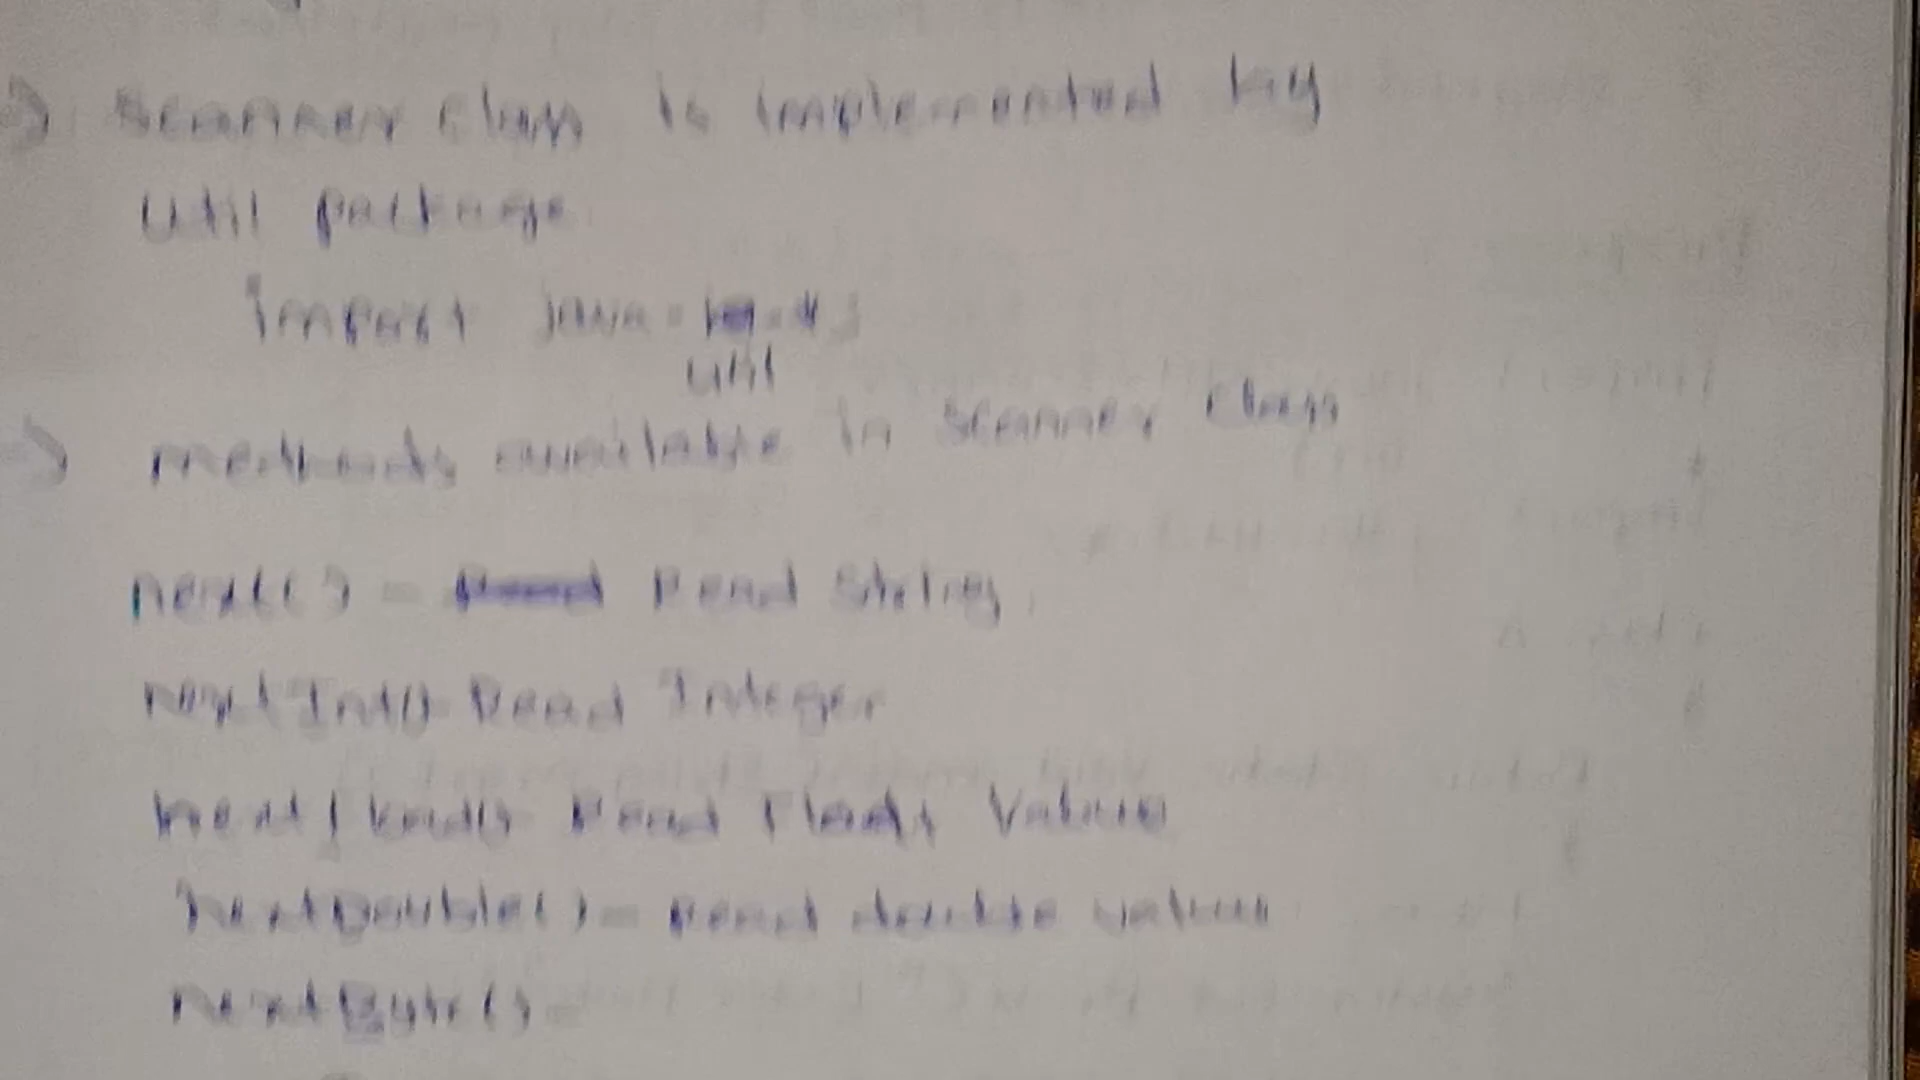 => Scanner class is implemented by
util package
import java.util.*;
=> methods available in Scanner class
next() = Read String
nextInt() Read Integer
nextfloat() Read Float Value
nextDouble() = Read double value
nextByte() =